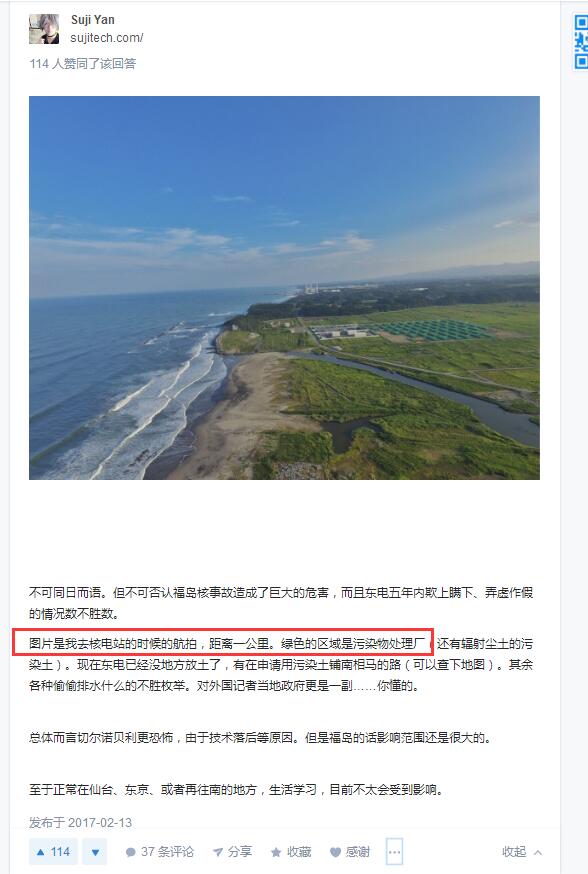 Suji Yan
sujitech.com/
114 人赞同了该回答
不可同日而语。但不可否认福岛核事故造成了巨大的危害，而且东电五年内欺上瞒下、弄虚作假
的情况数不胜数。
图片是我去核电站的时候的航拍，距离一公里。绿色的区域是污染物处理厂（还有辐射尘土的污
染土）。现在东电已经没地方放土了，有在申请用污染土铺南相马的路（可以查下地图）。其余
各种偷偷排水什么的不胜枚举。对外国记者当地政府更是一副……你懂的。
总体而言切尔诺贝利更恐怖，由于技术落后等原因。但是福岛的话影响范围还是很大的。
至于正常在仙台、东京、或者再往南的地方，生活学习，目前不太会受到影响。
发布于 2017-02-13
114 37 条评论 分享 收藏 感谢 ··· 收起